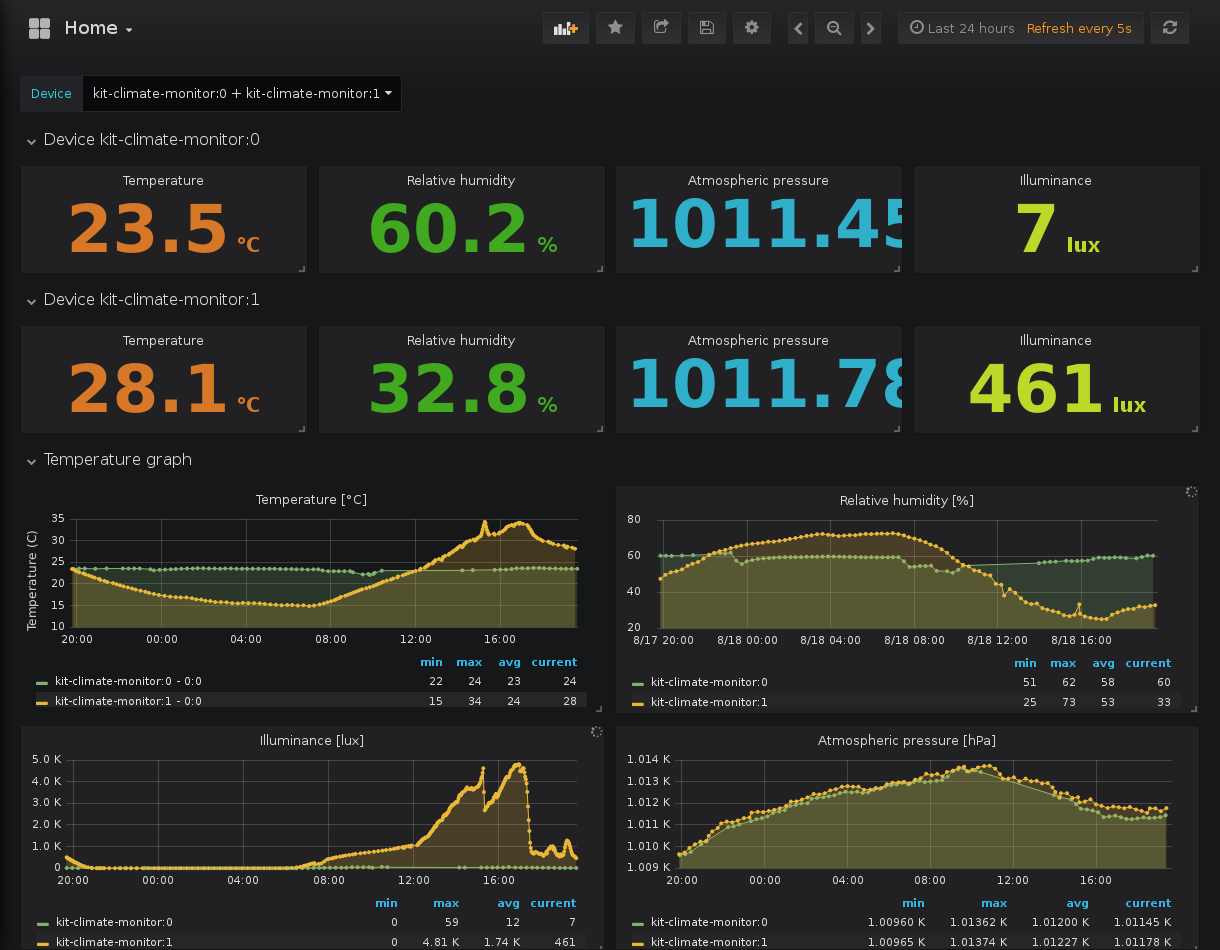 Home
Last 24 hours Refresh every 5s
Device kit-climate-monitor:0 + kit-climate-monitor:1
Device kit-climate-monitor:0
Temperature Relative humidity Atmospheric pressure Illuminance
23.5 °C 60.2 % 1011.45 7 lux
Device kit-climate-monitor:1
Temperature Relative humidity Atmospheric pressure Illuminance
28.1 °C 32.8 % 1011.78 461 lux
Temperature graph
Temperature [°C]
Temperature (C)
35
30
25
20
15
10
20:00 00:00 04:00 08:00 12:00 16:00
min max avg current
kit-climate-monitor:0 - 0:0 22 24 23 24
kit-climate-monitor:1 - 0:0 15 34 24 28
Relative humidity [%]
80
60
40
20
8/17 20:00 8/18 00:00 8/18 04:00 8/18 08:00 8/18 12:00 8/18 16:00
min max avg current
kit-climate-monitor:0 51 62 58 60
kit-climate-monitor:1 25 73 53 33
Illuminance [lux]
5.0 K
4.0 K
3.0 K
2.0 K
1.0 K
0
20:00 00:00 04:00 08:00 12:00 16:00
min max avg current
kit-climate-monitor:0 0 59 12 7
kit-climate-monitor:1 0 4.81 K 1.74 K 461
Atmospheric pressure [hPa]
1.014 K
1.013 K
1.012 K
1.011 K
1.010 K
1.009 K
20:00 00:00 04:00 08:00 12:00 16:00
min max avg current
kit-climate-monitor:0 1.00960 K 1.01362 K 1.01200 K 1.01145 K
kit-climate-monitor:1 1.00965 K 1.01374 K 1.01227 K 1.01178 K